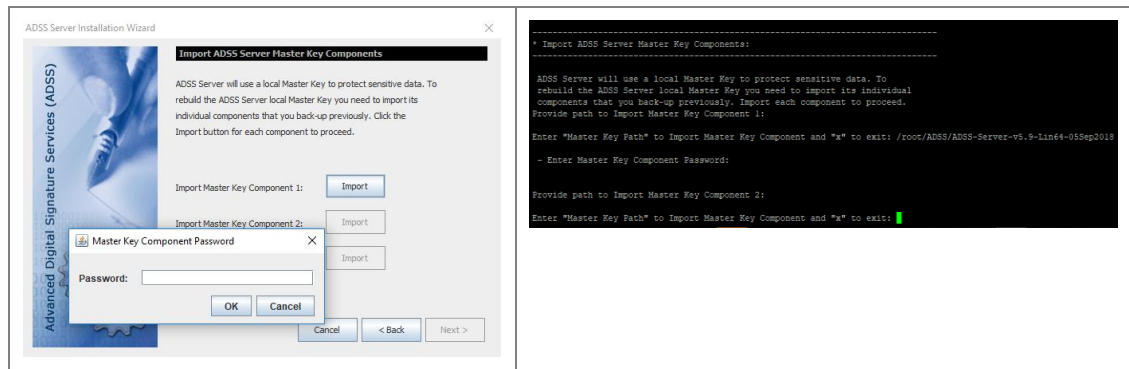 ADSS Server Installation Wizard
Advanced Digital Signature Services (ADSS)
Import ADSS Server Master Key Components
ADSS Server will use a local Master Key to protect sensitive data. To
rebuild the ADSS Server local Master Key you need to import its
individual components that you back-up previously. Click the
Import button for each component to proceed.
Import Master Key Component 1:
Import
Import Master Key Component 2:
Import
Import
Master Key Component Password
Password:
OK
Cancel
Cancel
< Back
Next >
* Import ADSS Server Master Key Components:
ADSS Server will use a local Master Key to protect sensitive data. To
rebuild the ADSS Server local Master Key you need to import its individual
components that you back-up previously. Import each component to proceed.
Provide path to Import Master Key Component 1:
Enter "Master Key Path" to Import Master Key Component and "x" to exit: /root/ADSS/ADSS-Server-v5.9-Lin64-05Sep2018
- Enter Master Key Component Password:
Provide path to Import Master Key Component 2:
Enter "Master Key Path" to Import Master Key Component and "x" to exit: